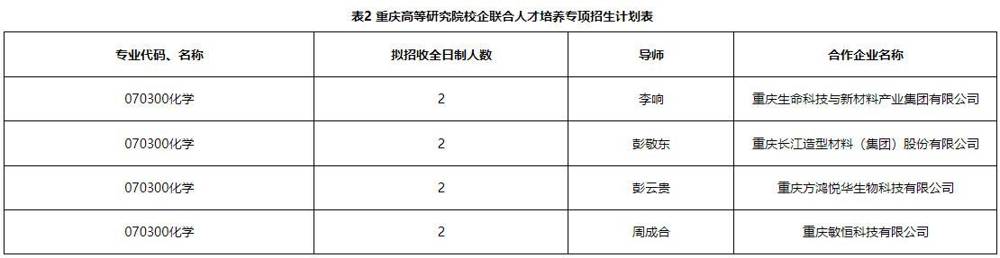 表2 重庆高等研究院校企联合人才培养专项招生计划表
专业代码、名称 拟招收全日制人数 导师 合作企业名称
070300化学 2 李响 重庆生命科技与新材料产业集团有限公司
070300化学 2 彭敬东 重庆长江造型材料（集团）股份有限公司
070300化学 2 彭云贵 重庆方鸿悦华生物科技有限公司
070300化学 2 周成合 重庆敏恒科技有限公司